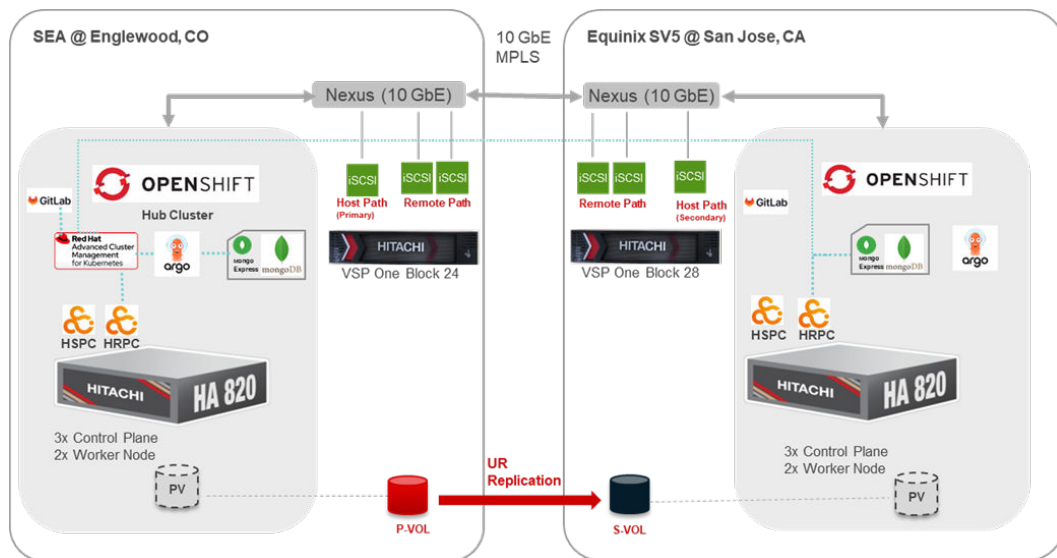 SEA @ Englewood, CO
10 GbE
MPLS
Equinix SV5 @ San Jose, CA
Nexus (10 GbE)
Nexus (10 GbE)
OPENSHIFT
Hub Cluster
GitLab
Red Hat
Advanced Cluster
Management
for Kubernetes
argo
Mongo
Express
mongoDB
HSPC
HRPC
HITACHI
HA 820
3x Control Plane
2x Worker Node
PV
iSCSI
iSCSI
iSCSI
Host Path
(Primary)
Remote Path
HITACHI
VSP One Block 24
iSCSI
iSCSI
iSCSI
Remote Path
Host Path
(Secondary)
HITACHI
VSP One Block 28
UR
Replication
P-VOL
S-VOL
OPENSHIFT
GitLab
Mongo
Express
mongoDB
argo
HSPC
HRPC
HITACHI
HA 820
3x Control Plane
2x Worker Node
PV